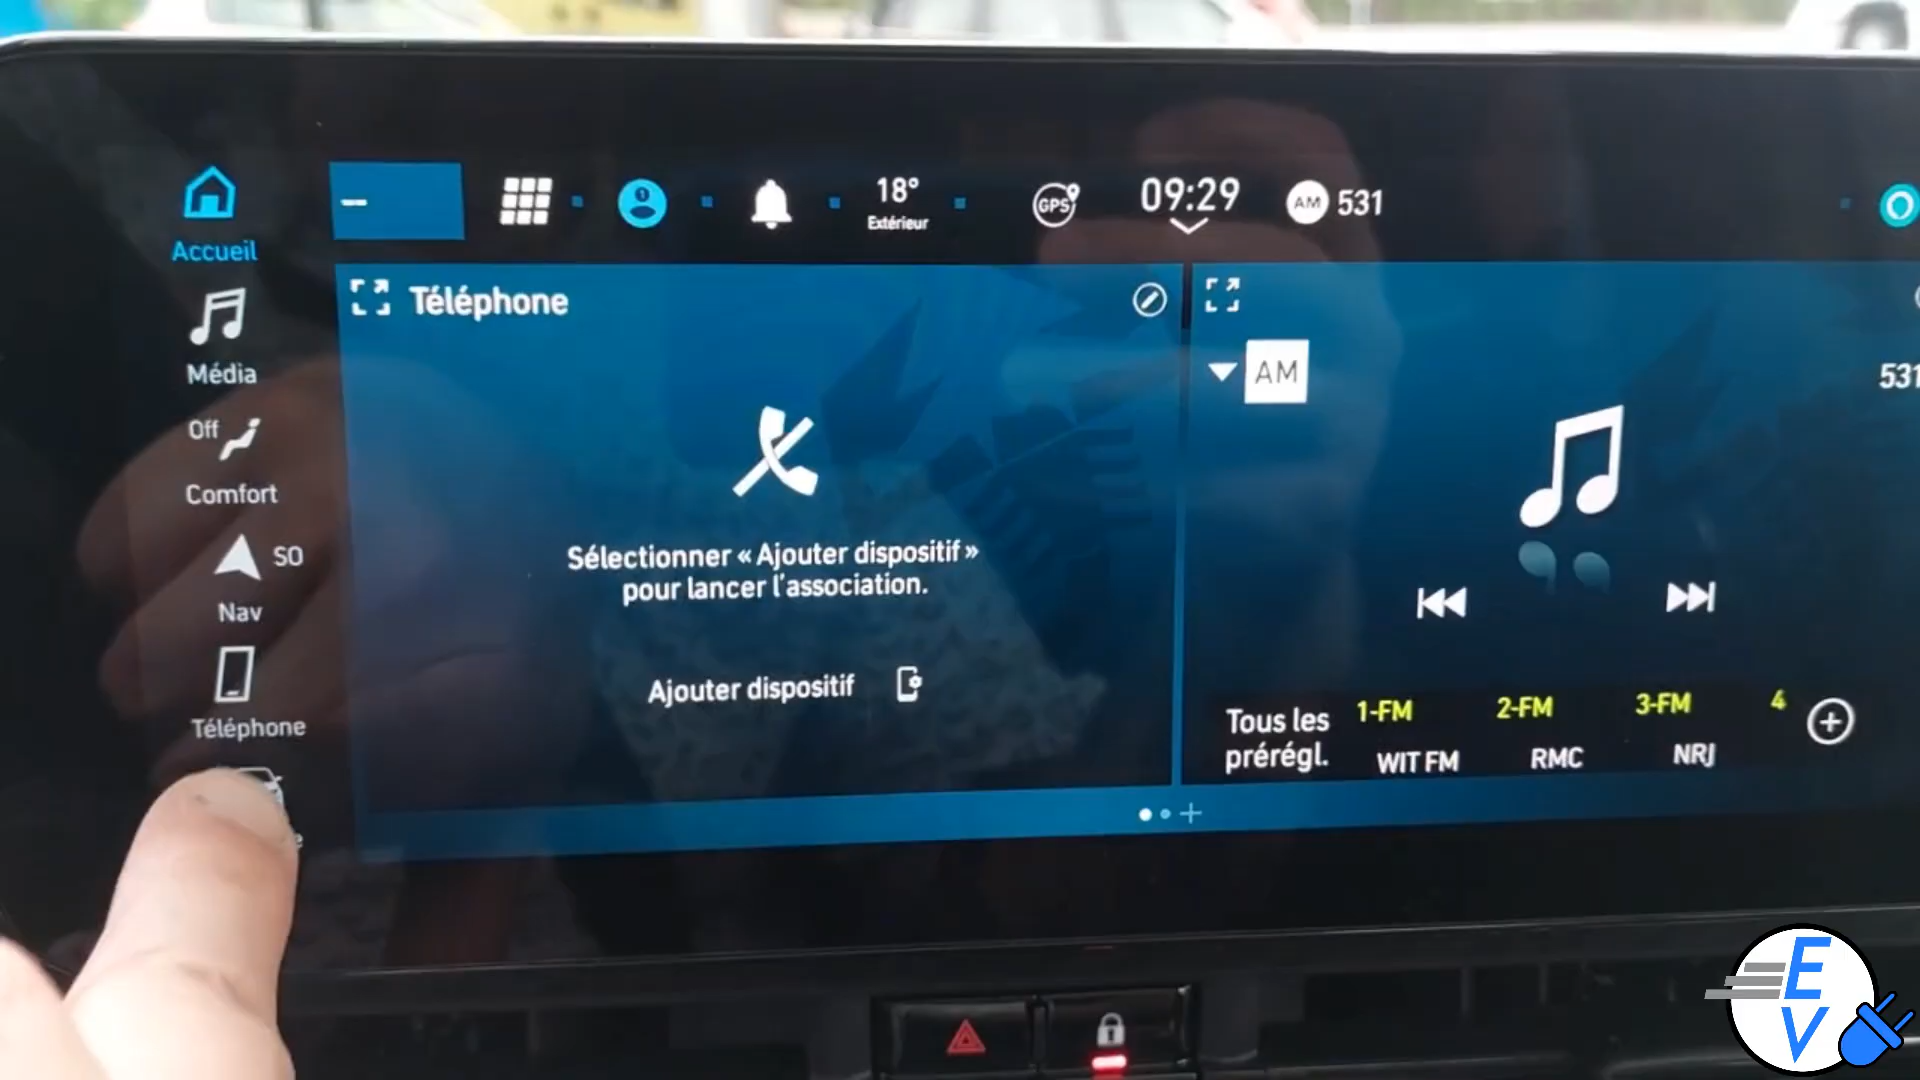 Accueil
Média
Off
Comfort
SO
Nav
Téléphone
1
18°
Extérieur
GPS
09:29
AM 531
Téléphone
Sélectionner « Ajouter dispositif »
pour lancer l'association.
Ajouter dispositif
AM
531
Tous les
prérégl.
1-FM
WIT FM
2-FM
RMC
3-FM
NRJ
4
EV